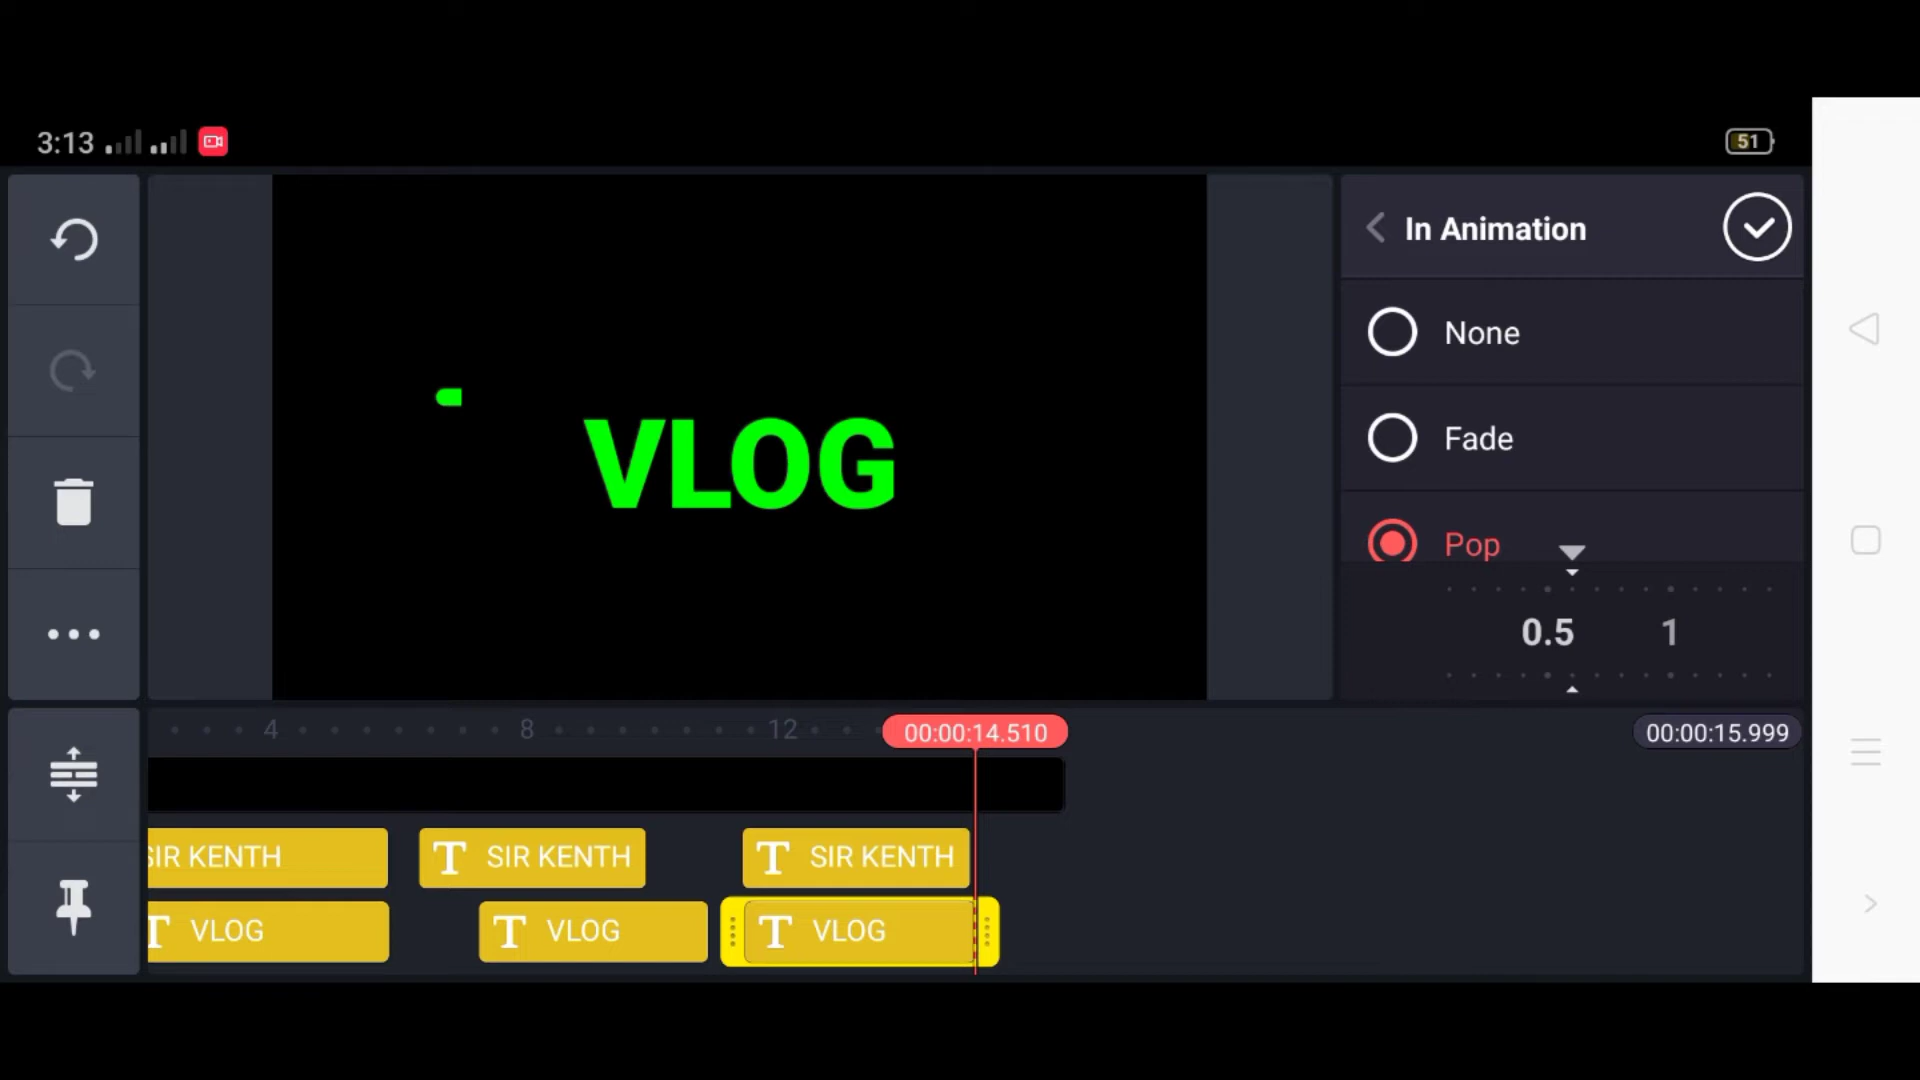 3:13
51
In Animation
None
Fade
Pop
0.5 1
VLOG
4 8 12
00:00:14.510
00:00:15.999
SIR KENTH
T SIR KENTH
T SIR KENTH
T VLOG
T VLOG
T VLOG